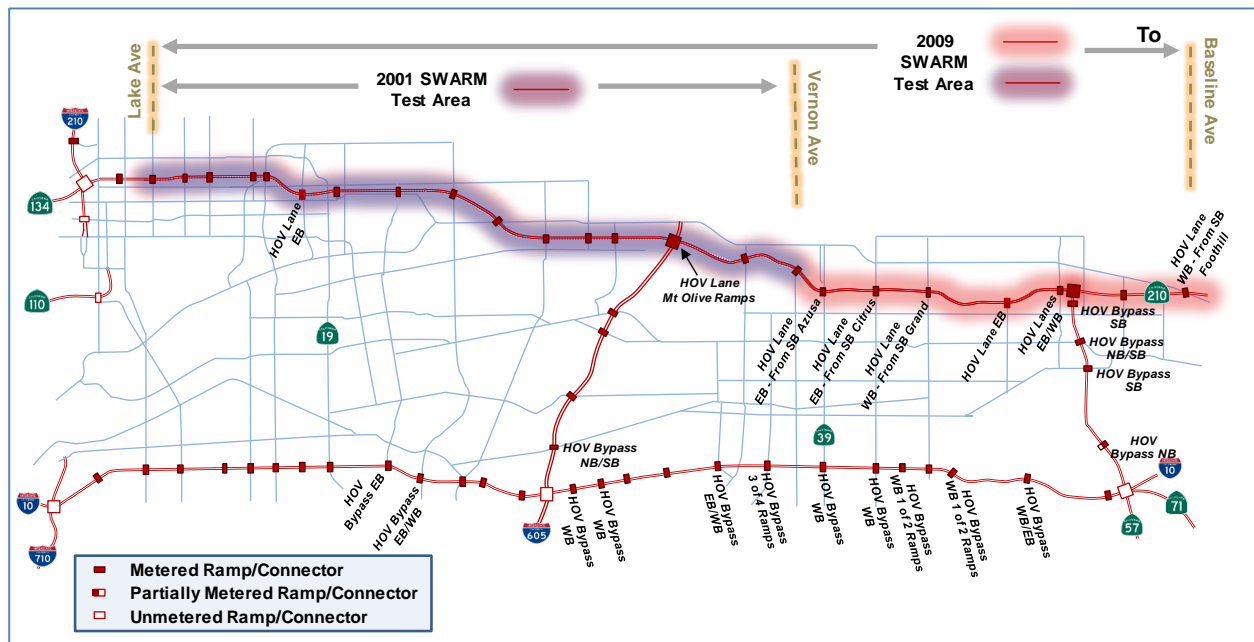 Lake Ave
2001 SWARM
Test Area
Vernon Ave
2009
SWARM
Test Area
To
Baseline Ave
210
134
110
19
HOV Lane
EB
HOV Lane
Mt Olive Ramps
HOV Lane
EB - From SB Azusa
HOV Lane
EB - From SB Citrus
HOV Lane
WB - From SB Grand
HOV Lane EB
HOV Lanes
EB/WB
HOV Lane
WB - From SB
Foothill
210
HOV Bypass
SB
HOV Bypass
NB/SB
HOV Bypass
SB
HOV
Bypass NB
10
71
57
39
HOV Bypass
NB/SB
10
710
605
HOV
Bypass EB
HOV Bypass
EB/WB
HOV Bypass
WB
HOV Bypass
WB
HOV Bypass
EB/WB
HOV Bypass
3 of 4 Ramps
HOV Bypass
WB
HOV Bypass
WB
HOV Bypass
WB 1 of 2 Ramps
HOV Bypass
WB 1 of 2 Ramps
HOV Bypass
WB/EB
Metered Ramp/Connector
Partially Metered Ramp/Connector
Unmetered Ramp/Connector